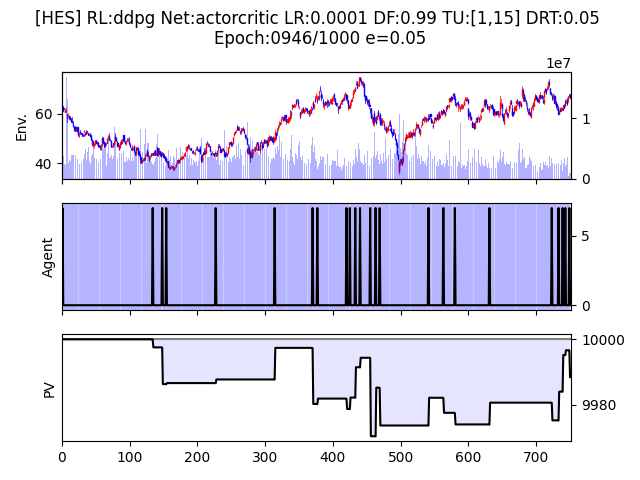 [HES] RL:ddpg Net:actorcritic LR:0.0001 DF:0.99 TU:[1,15] DRT:0.05
Epoch:0946/1000 e=0.05
1e7
Env.
60
40
1
0
Agent
5
0
PV
10000
9980
0 100 200 300 400 500 600 700